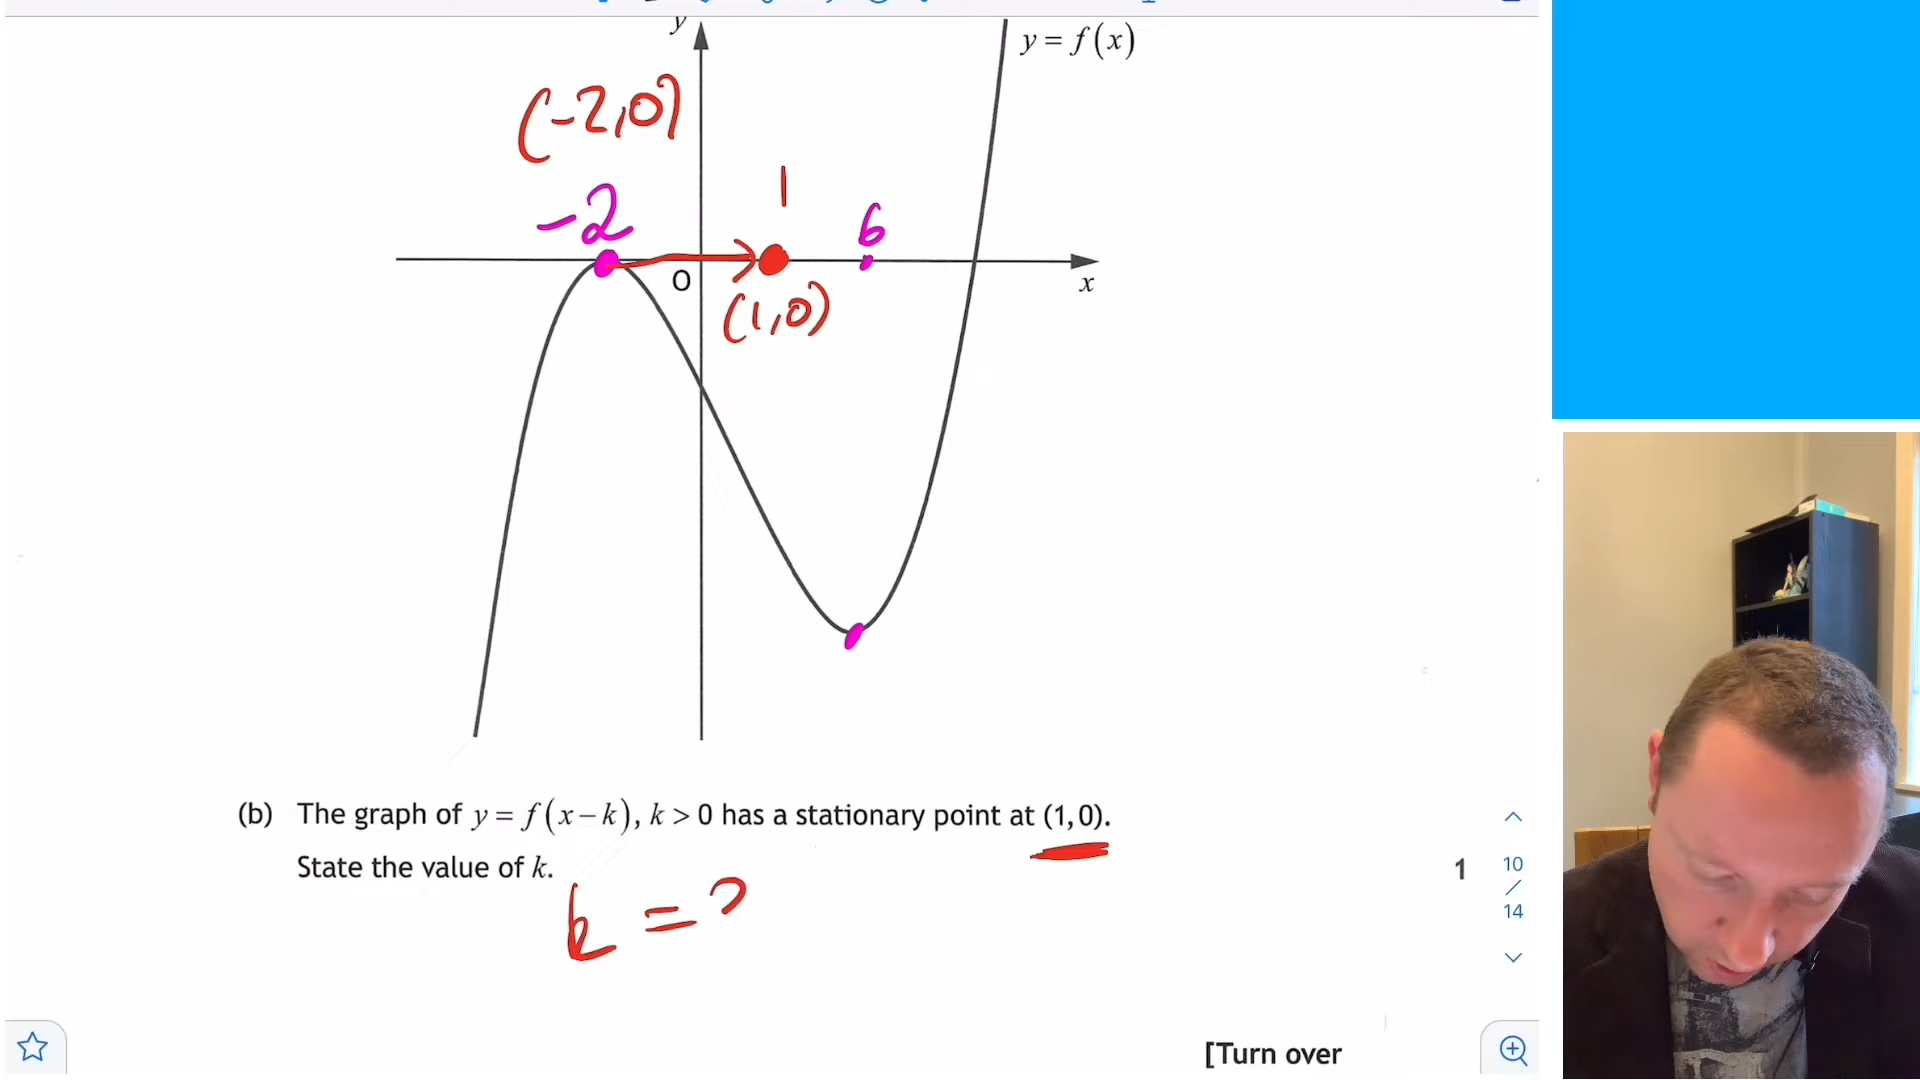 y
y = f(x)
(-2,0)
1
-2
6
O
x
(1,0)
(b) The graph of y = f(x − k), k > 0 has a stationary point at (1, 0).
State the value of k.
1
10
/
14
k =
[Turn over